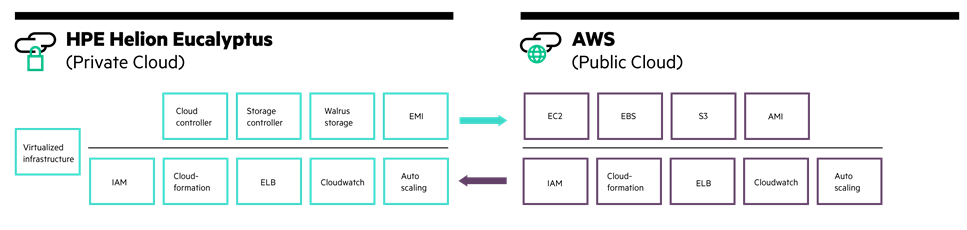 HPE Helion Eucalyptus
(Private Cloud)
AWS
(Public Cloud)
Cloud
controller
Storage
controller
Walrus
storage
EMI
EC2
EBS
S3
AMI
Virtualized
infrastructure
IAM
Cloud-
formation
ELB
Cloudwatch
Auto
scaling
IAM
Cloud-
formation
ELB
Cloudwatch
Auto
scaling